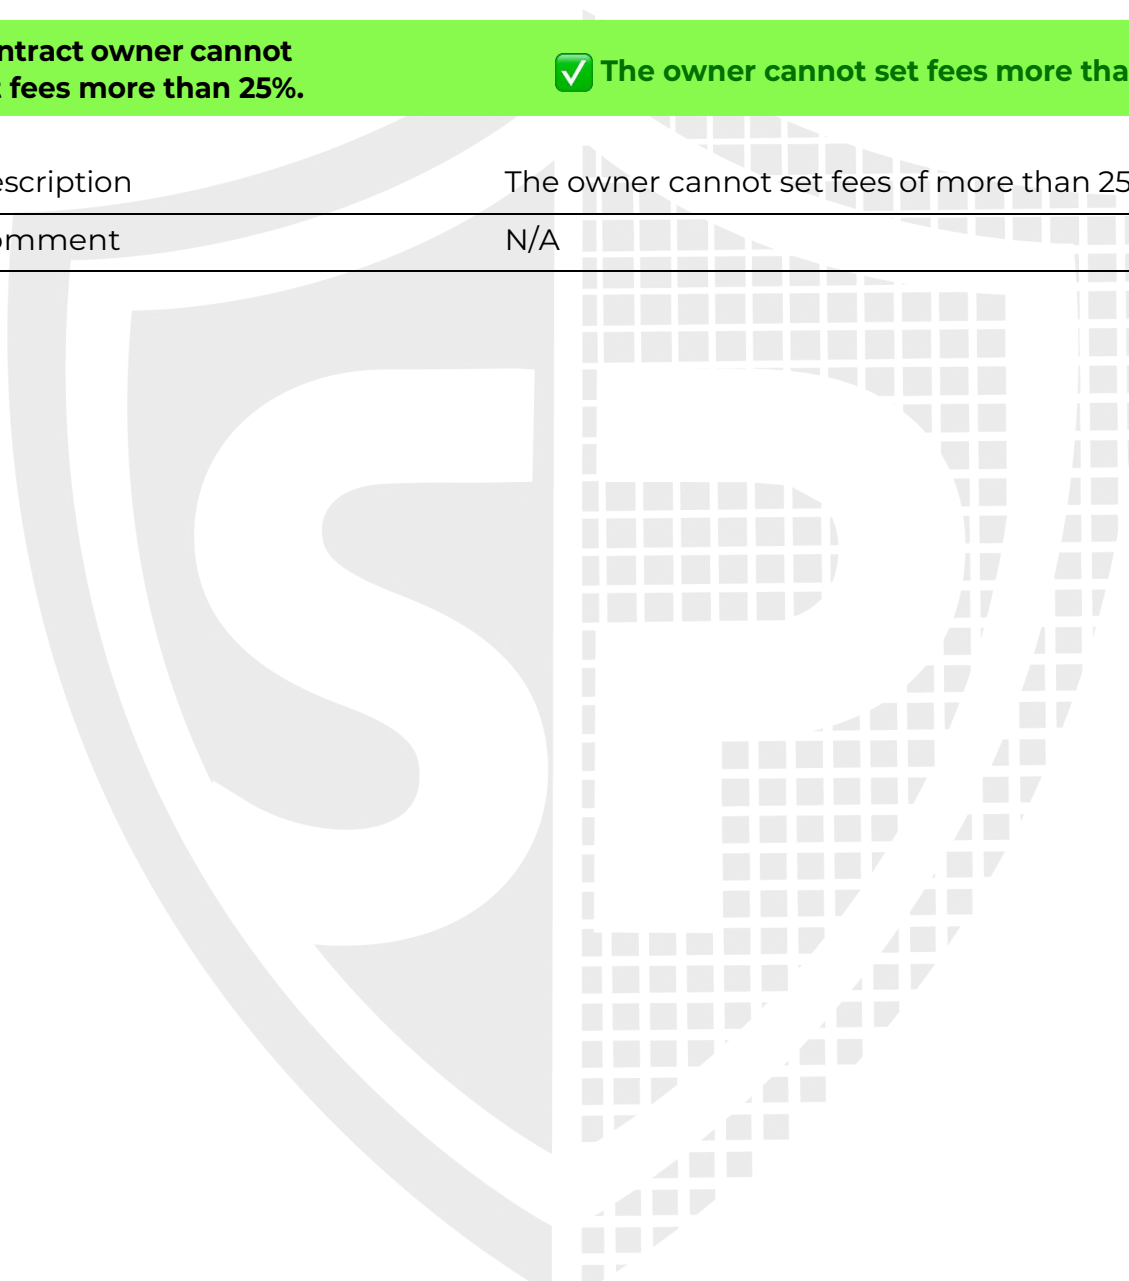 ntract owner cannot
fees more than 25%.
✅ The owner cannot set fees more tha
escription
The owner cannot set fees of more than 25
omment
N/A
SP